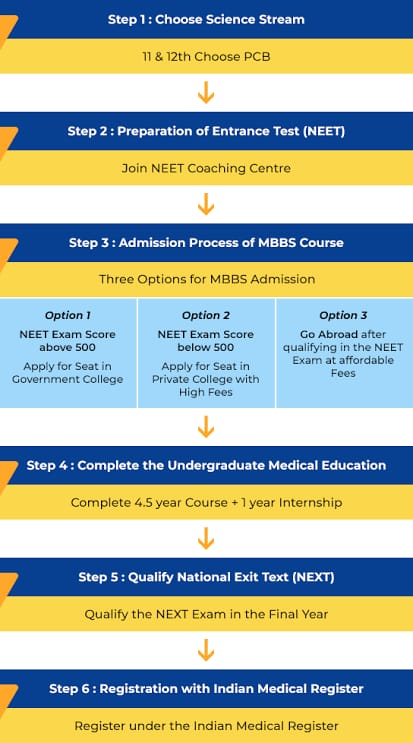 Step 1 : Choose Science Stream
11 & 12th Choose PCB
Step 2 : Preparation of Entrance Test (NEET)
Join NEET Coaching Centre
Step 3 : Admission Process of MBBS Course
Three Options for MBBS Admission
Option 1
NEET Exam Score
above 500
Apply for Seat in
Government College
Option 2
NEET Exam Score
below 500
Apply for Seat in
Private College with
High Fees
Option 3
Go Abroad after
qualifying in the NEET
Exam at affordable
Fees
Step 4 : Complete the Undergraduate Medical Education
Complete 4.5 year Course + 1 year Internship
Step 5 : Qualify National Exit Text (NEXT)
Qualify the NEXT Exam in the Final Year
Step 6 : Registration with Indian Medical Register
Register under the Indian Medical Register